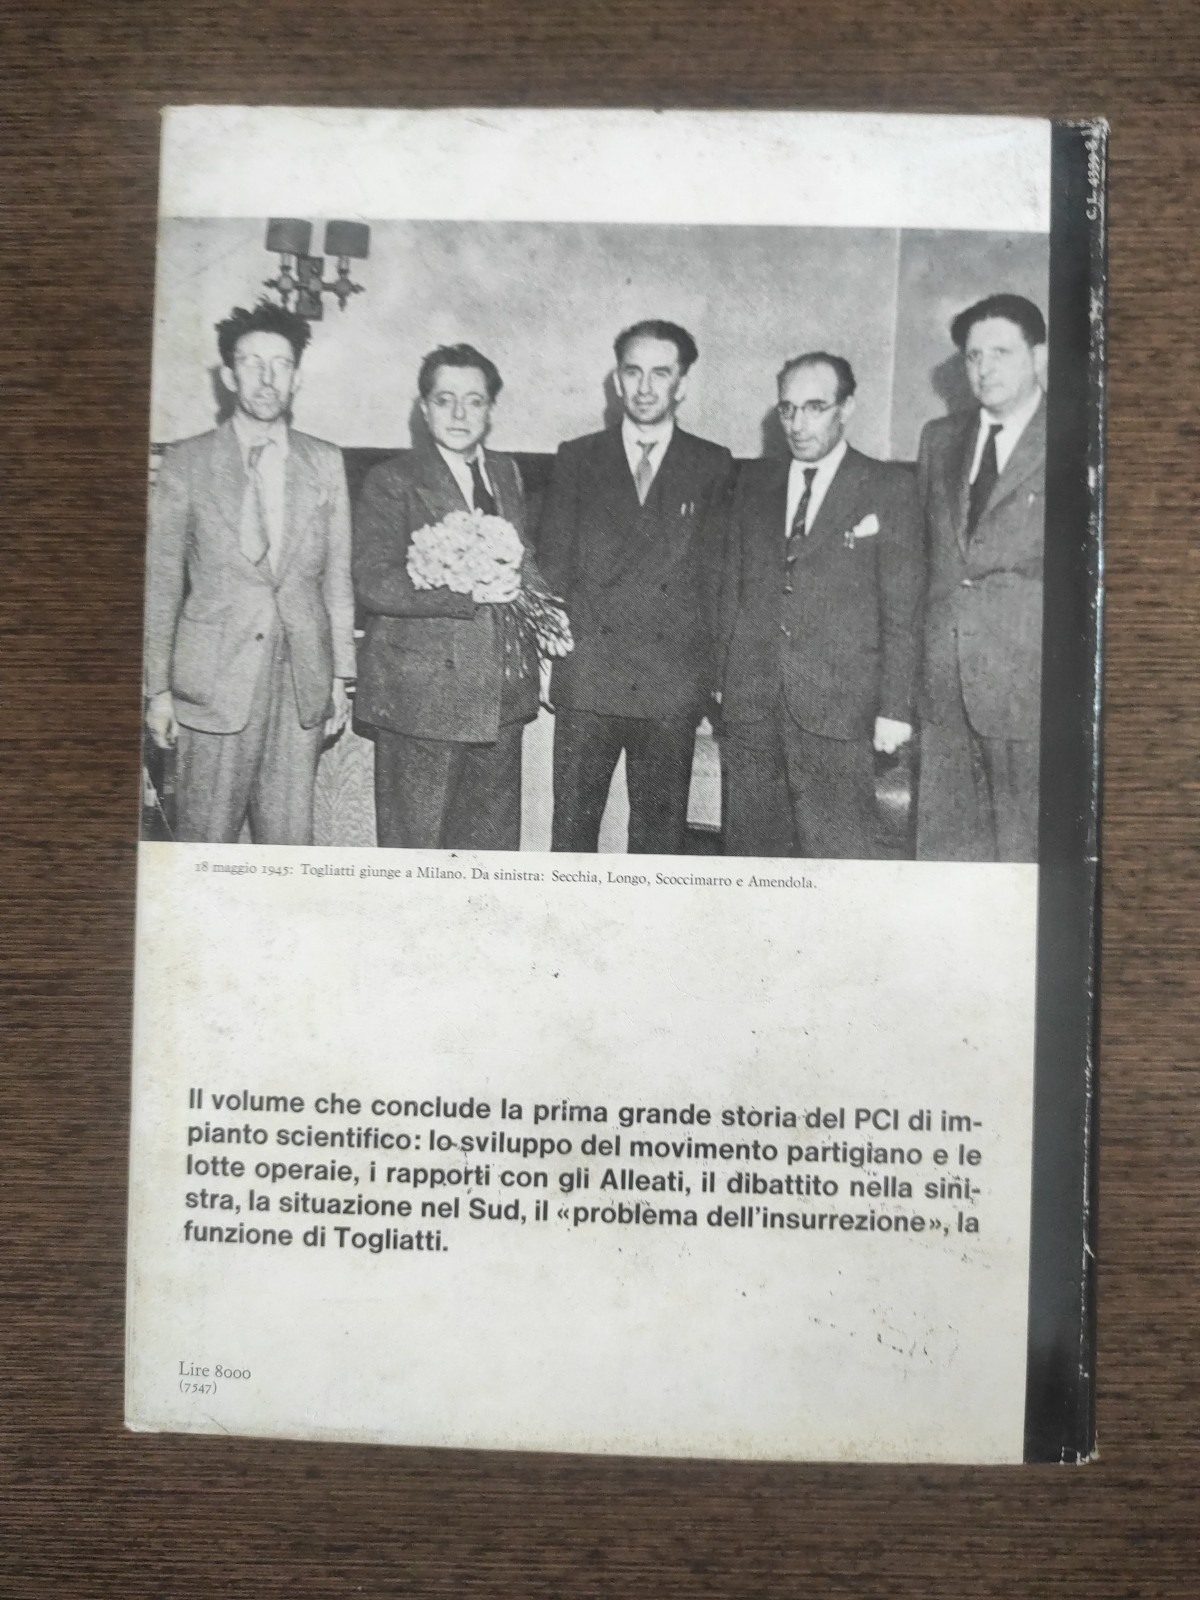 C. L. 4399-8
18 maggio 1945: Togliatti giunge a Milano. Da sinistra: Secchia, Longo, Scoccimarro e Amendola.
Il volume che conclude la prima grande storia del PCI di im-
pianto scientifico: lo sviluppo del movimento partigiano e le
lotte operaie, i rapporti con gli Alleati, il dibattito nella sini-
stra, la situazione nel Sud, il «problema dell'insurrezione», la
funzione di Togliatti.
Lire 8000
(7547)